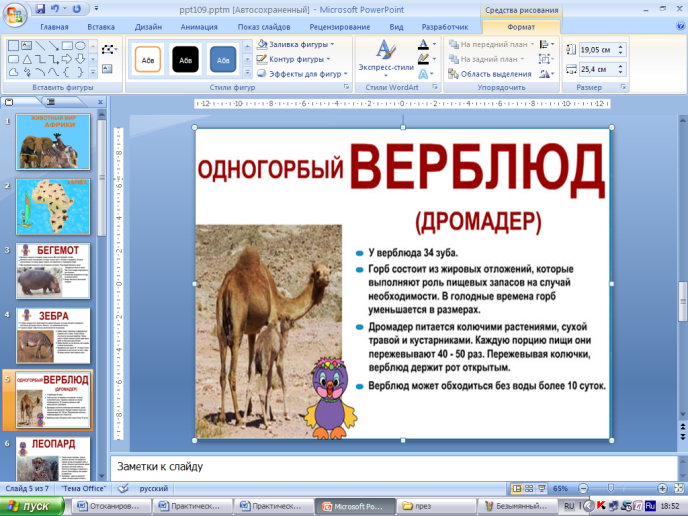 ppt109.pptm [Автосохраненный] - Microsoft PowerPoint
Средства рисования
Главная Вставка Дизайн Анимация Показ слайдов Рецензирование Вид Разработчик Формат
Заливка фигуры
Контур фигуры
Эффекты для фигур
Абв Абв Абв
Экспресс-стили
На передний план
На задний план
Область выделения
19,05 см
25,4 см
Вставить фигуры Стили фигур Стили WordArt Упорядочить Размер
1
ЖИВОТНЫЙ МИР
АФРИКИ
2
3
БЕГЕМОТ
4
ЗЕБРА
5
ОДНОГОРБЫЙ ВЕРБЛЮД
(ДРОМАДЕР)
6
ЛЕОПАРД
ОДНОГОРБЫЙ ВЕРБЛЮД
(ДРОМАДЕР)
У верблюда 34 зуба.
Горб состоит из жировых отложений, которые
выполняют роль пищевых запасов на случай
необходимости. В голодные времена горб
уменьшается в размерах.
Дромадер питается колючими растениями, сухой
травой и кустарниками. Каждую порцию пищи они
пережевывают 40 - 50 раз. Пережевывая колючки,
верблюд держит рот открытым.
Верблюд может обходиться без воды более 10 суток.
Заметки к слайду
Слайд 5 из 7 "Тема Office" русский 65%
пуск Отсканиров... Практическ... Практическ... Microsoft Po... през Безымянный... RU 18:52